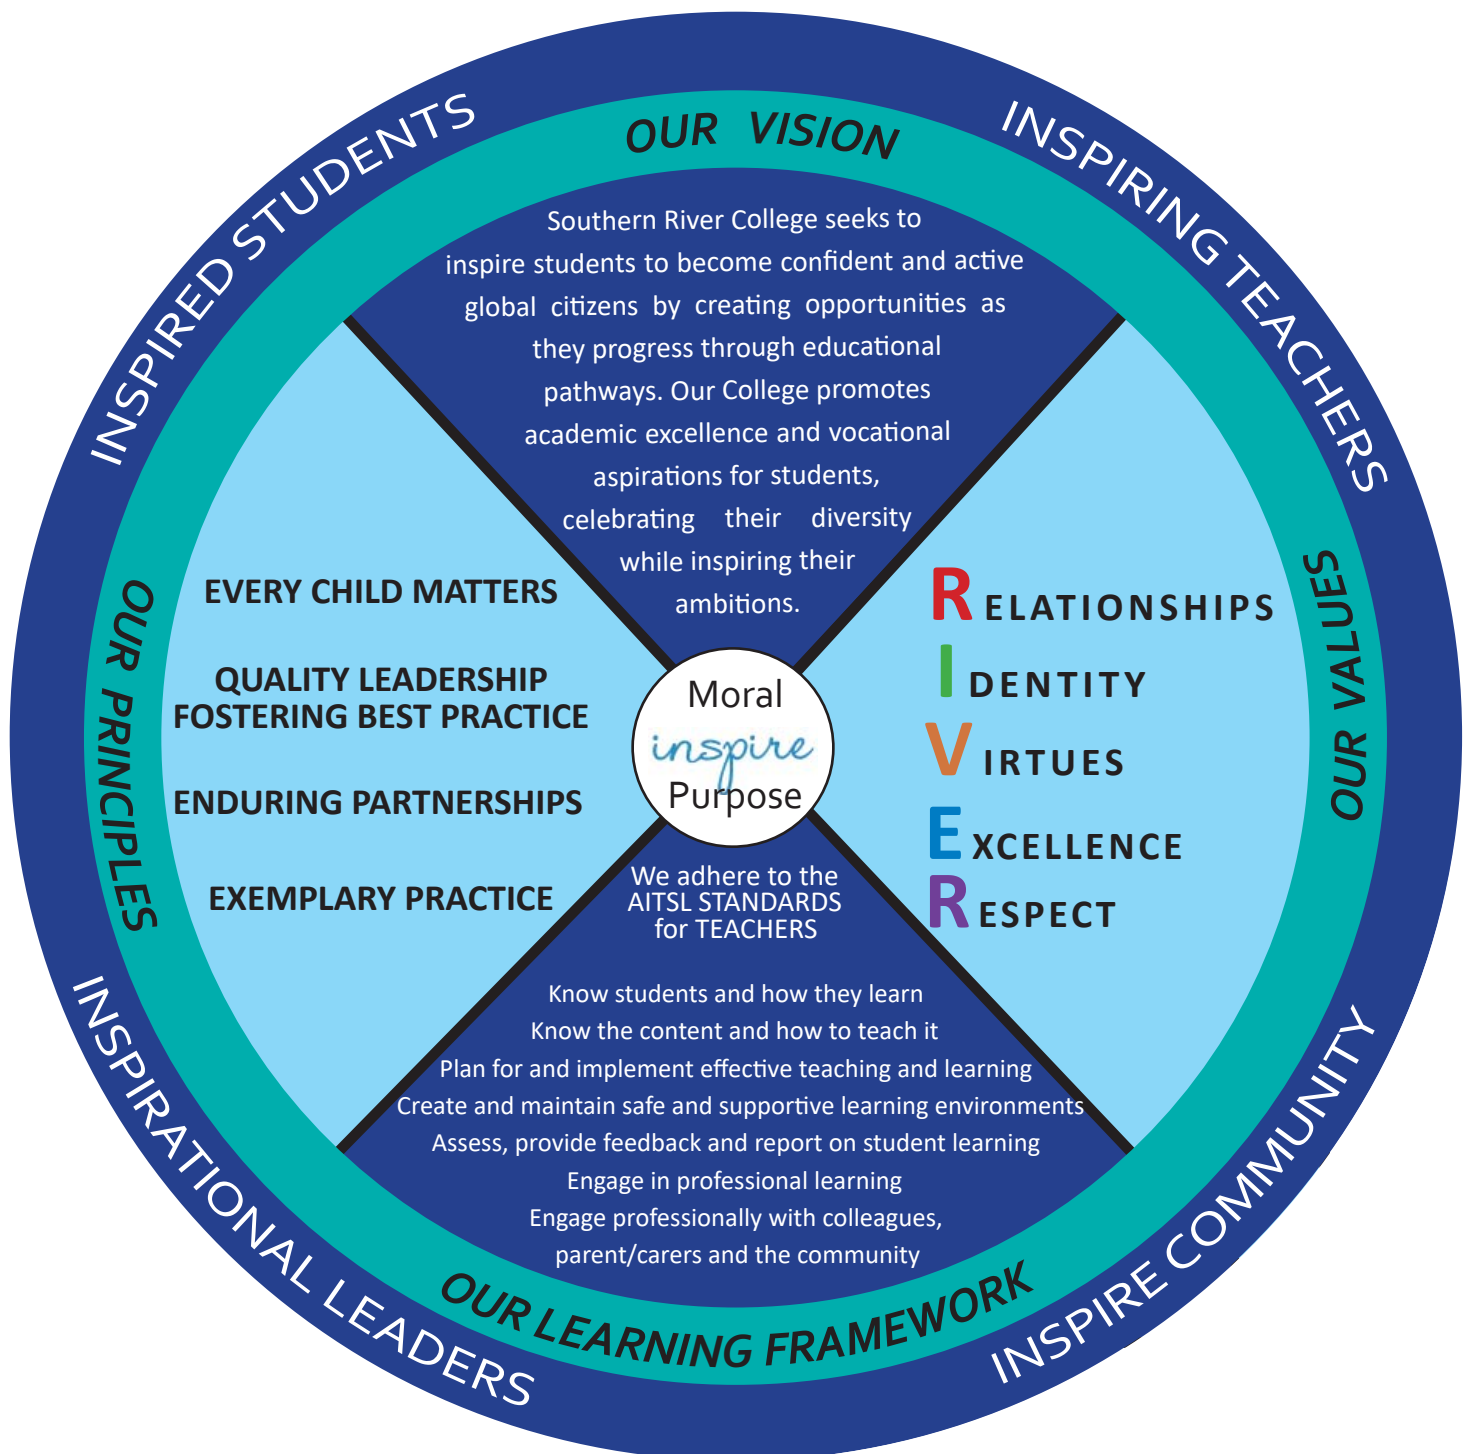 INSPIRED STUDENTS
INSPIRING TEACHERS
OUR VISION
Southern River College seeks to
inspire students to become confident and active
global citizens by creating opportunities as
they progress through educational
pathways. Our College promotes
academic excellence and vocational
aspirations for students,
celebrating their diversity
while inspiring their
ambitions.
OUR PRINCIPLES
EVERY CHILD MATTERS
QUALITY LEADERSHIP
FOSTERING BEST PRACTICE
ENDURING PARTNERSHIPS
EXEMPLARY PRACTICE
Moral
inspire
Purpose
OUR VALUES
RELATIONSHIPS
IDENTITY
VIRTUES
EXCELLENCE
RESPECT
We adhere to the
AITSL STANDARDS
for TEACHERS
Know students and how they learn
Know the content and how to teach it
Plan for and implement effective teaching and learning
Create and maintain safe and supportive learning environments
Assess, provide feedback and report on student learning
Engage in professional learning
Engage professionally with colleagues,
parent/carers and the community
OUR LEARNING FRAMEWORK
INSPIRATIONAL LEADERS
INSPIRE COMMUNITY